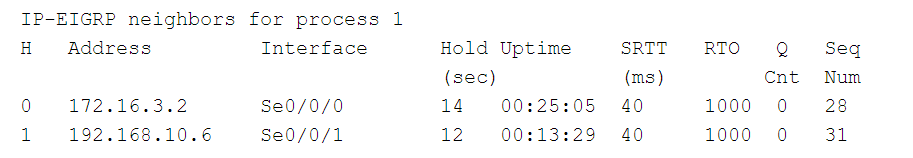 IP-EIGRP neighbors for process 1
H Address Interface Hold Uptime SRTT RTO Q Seq
(sec) (ms) Cnt Num
0 172.16.3.2 Se0/0/0 14 00:25:05 40 1000 0 28
1 192.168.10.6 Se0/0/1 12 00:13:29 40 1000 0 31